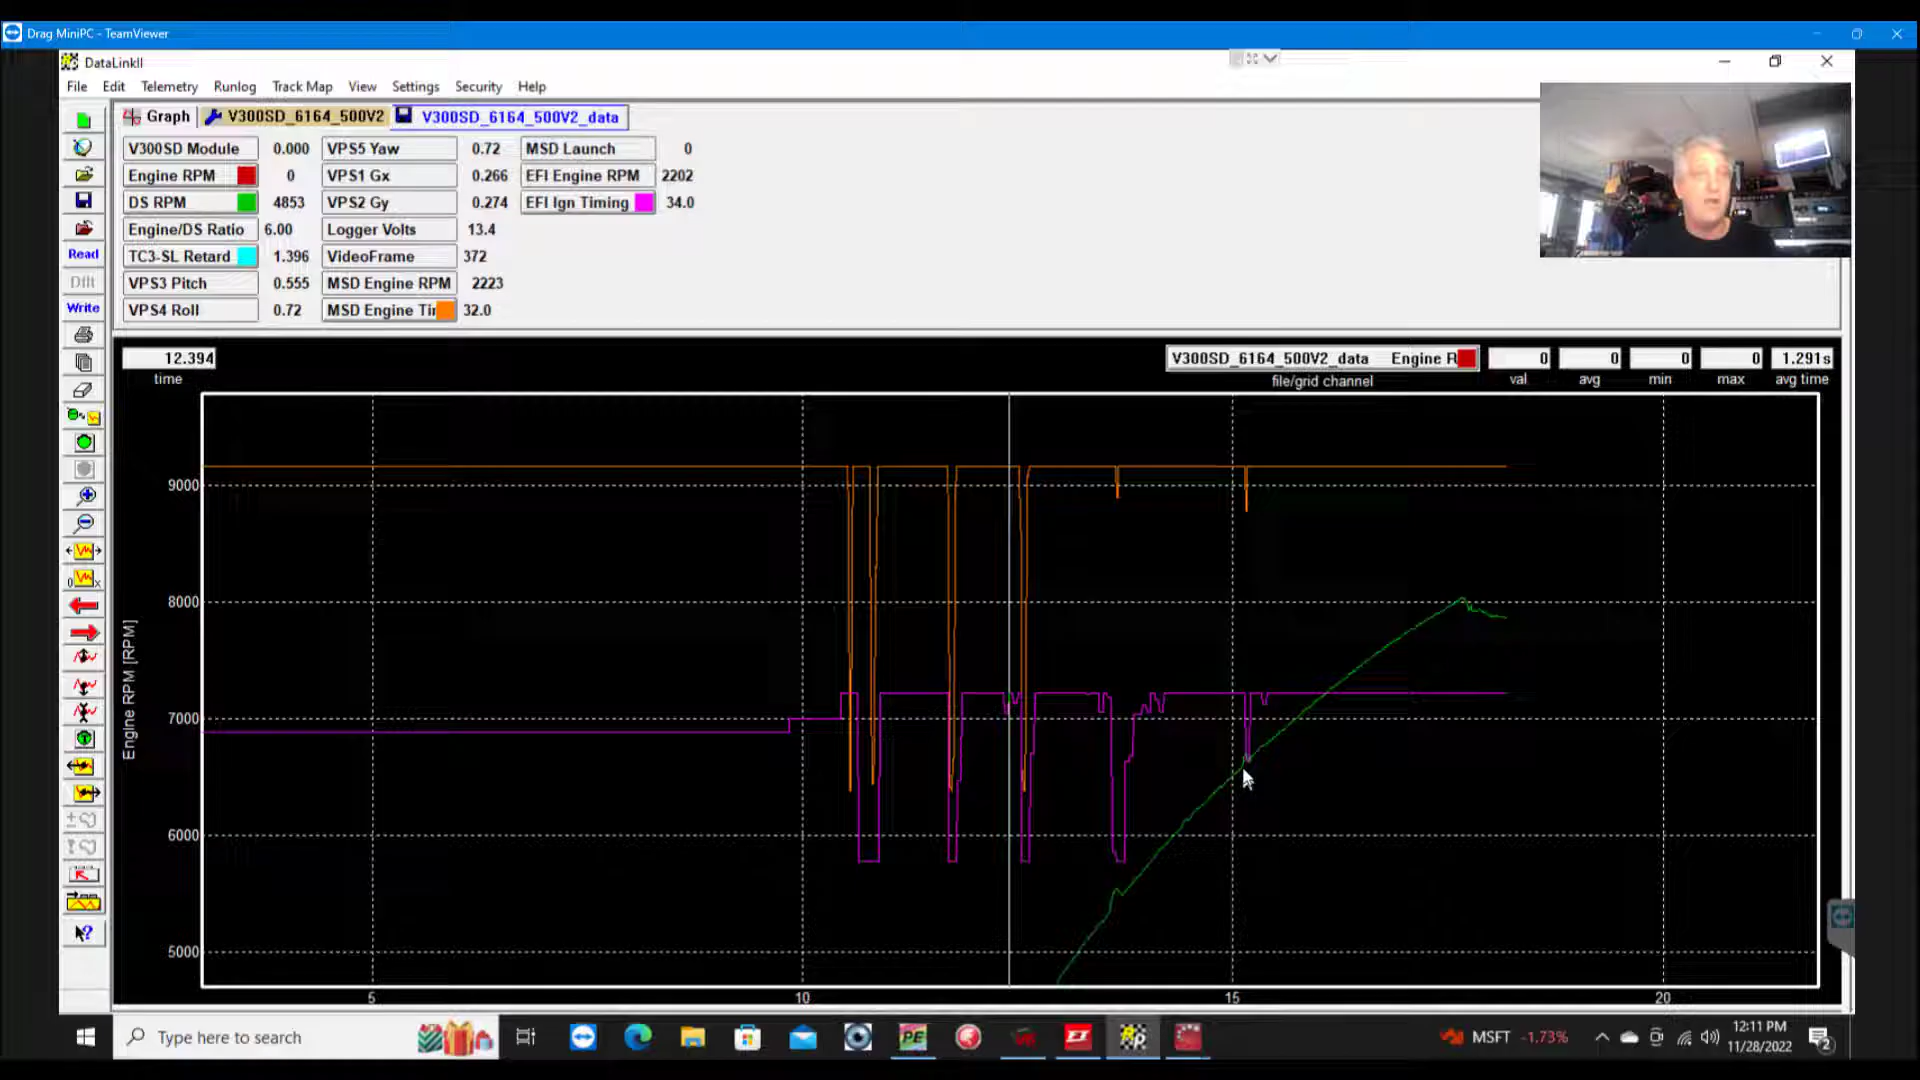 Drag MiniPC - TeamViewer
DataLinkII
File Edit Telemetry Runlog Track Map View Settings Security Help
Graph V300SD_6164_500V2 V300SD_6164_500V2_data
V300SD Module 0.000 VPS5 Yaw 0.72 MSD Launch 0
Engine RPM 0 VPS1 Gx 0.266 EFI Engine RPM 2202
DS RPM 4853 VPS2 Gy 0.274 EFI Ign Timing 34.0
Engine/DS Ratio 6.00 Logger Volts 13.4
Read
TC3-SL Retard 1.396 VideoFrame 372
Dflt
VPS3 Pitch 0.555 MSD Engine RPM 2223
Write
VPS4 Roll 0.72 MSD Engine Tir 32.0
12.394 V300SD_6164_500V2_data Engine R 0 0 0 0 1.291s
time file/grid channel val avg min max avg time
9000
8000
7000
6000
5000
Engine RPM [RPM]
5 10 15 20
Type here to search
PE
MSFT -1.73%
12:11 PM
11/28/2022
2